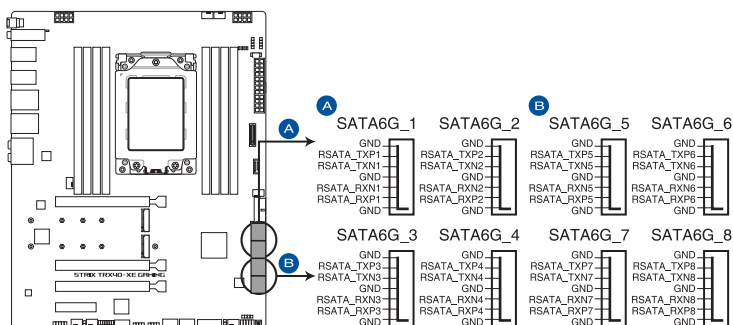 A
B
STRIX TRX40-XE GAMING
A
SATA6G_1
GND
RSATA_TXP1
RSATA_TXN1
GND
RSATA_RXN1
RSATA_RXP1
GND
SATA6G_2
GND
RSATA_TXP2
RSATA_TXN2
GND
RSATA_RXN2
RSATA_RXP2
GND
B
SATA6G_5
GND
RSATA_TXP5
RSATA_TXN5
GND
RSATA_RXN5
RSATA_RXP5
GND
SATA6G_6
GND
RSATA_TXP6
RSATA_TXN6
GND
RSATA_RXN6
RSATA_RXP6
GND
SATA6G_3
GND
RSATA_TXP3
RSATA_TXN3
GND
RSATA_RXN3
RSATA_RXP3
GND
SATA6G_4
GND
RSATA_TXP4
RSATA_TXN4
GND
RSATA_RXN4
RSATA_RXP4
GND
SATA6G_7
GND
RSATA_TXP7
RSATA_TXN7
GND
RSATA_RXN7
RSATA_RXP7
GND
SATA6G_8
GND
RSATA_TXP8
RSATA_TXN8
GND
RSATA_RXN8
RSATA_RXP8
GND